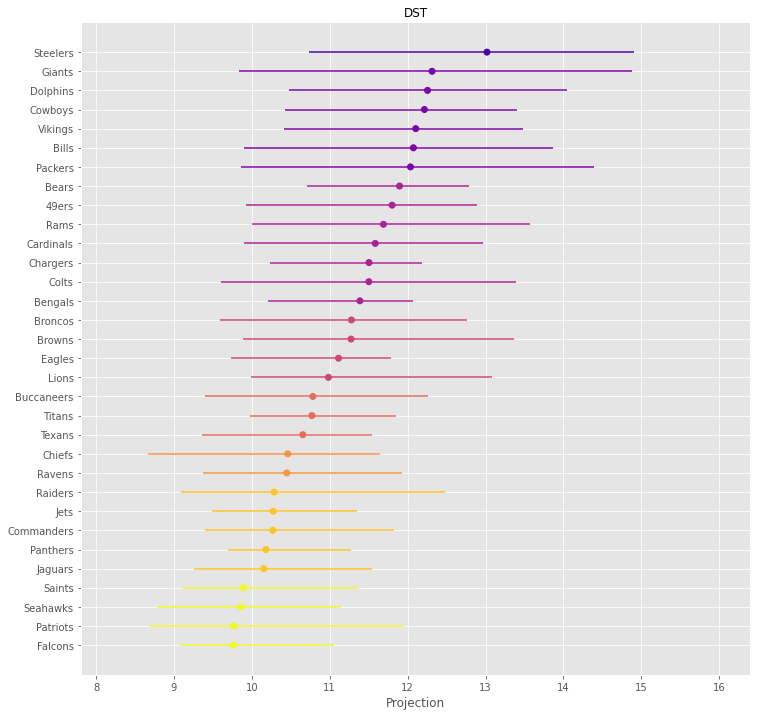 DST
Steelers
Giants
Dolphins
Cowboys
Vikings
Bills
Packers
Bears
49ers
Rams
Cardinals
Chargers
Colts
Bengals
Broncos
Browns
Eagles
Lions
Buccaneers
Titans
Texans
Chiefs
Ravens
Raiders
Jets
Commanders
Panthers
Jaguars
Saints
Seahawks
Patriots
Falcons
8 9 10 11 12 13 14 15 16
Projection